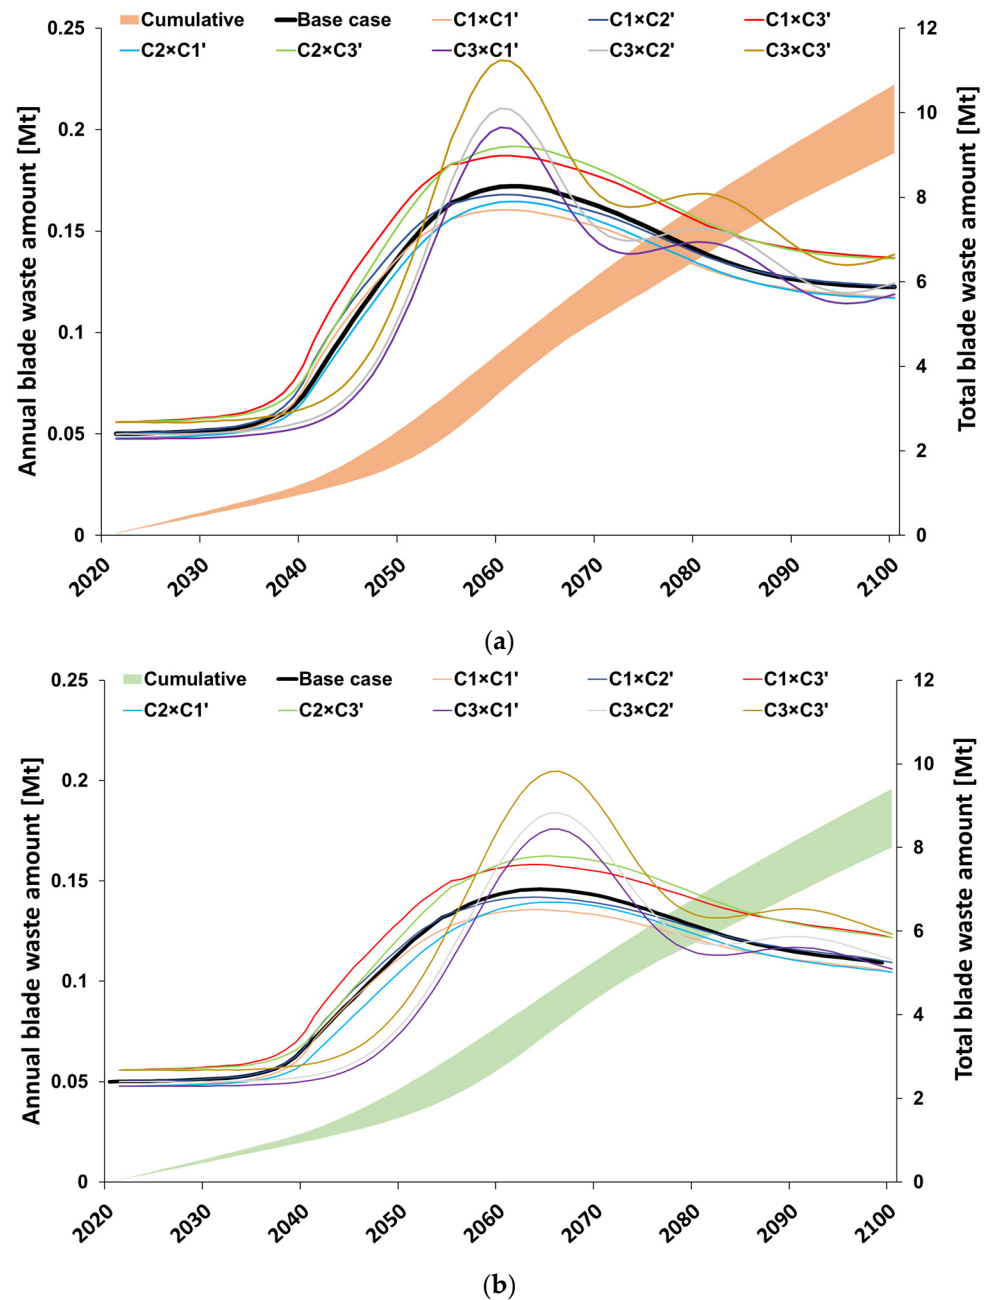 Cumulative Base case C1×C1' C1×C2' C1×C3'
C2×C1' C2×C3' C3×C1' C3×C2' C3×C3'
Annual blade waste amount [Mt]
0.25
0.2
0.15
0.1
0.05
0
12
10
8
6
4
2
0
Total blade waste amount [Mt]
2020 2030 2040 2050 2060 2070 2080 2090 2100
(a)
Cumulative Base case C1×C1' C1×C2' C1×C3'
C2×C1' C2×C3' C3×C1' C3×C2' C3×C3'
Annual blade waste amount [Mt]
0.25
0.2
0.15
0.1
0.05
0
12
10
8
6
4
2
0
Total blade waste amount [Mt]
2020 2030 2040 2050 2060 2070 2080 2090 2100
(b)